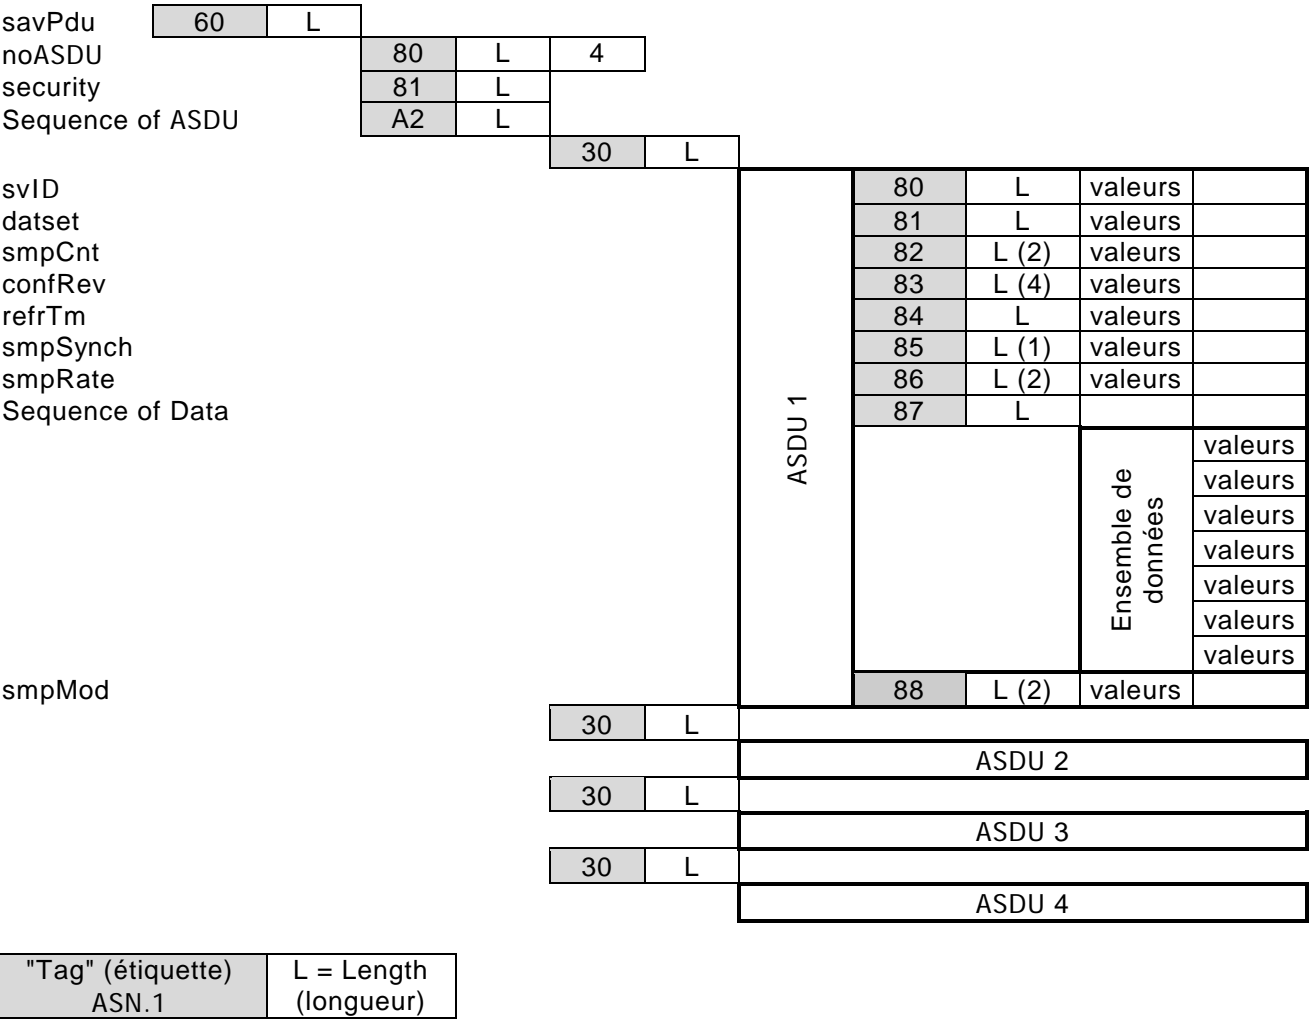 savPdu 60 L
noASDU 80 L 4
security 81 L
Sequence of ASDU A2 L
30 L
svID 80 L valeurs
datset 81 L valeurs
smpCnt 82 L (2) valeurs
confRev 83 L (4) valeurs
refrTm 84 L valeurs
smpSynch 85 L (1) valeurs
smpRate 86 L (2) valeurs
Sequence of Data 87 L
ASDU 1
Ensemble de
données
valeurs
valeurs
valeurs
valeurs
valeurs
valeurs
valeurs
smpMod 88 L (2) valeurs
30 L
ASDU 2
30 L
ASDU 3
30 L
ASDU 4
"Tag" (étiquette) L = Length
ASN.1 (longueur)